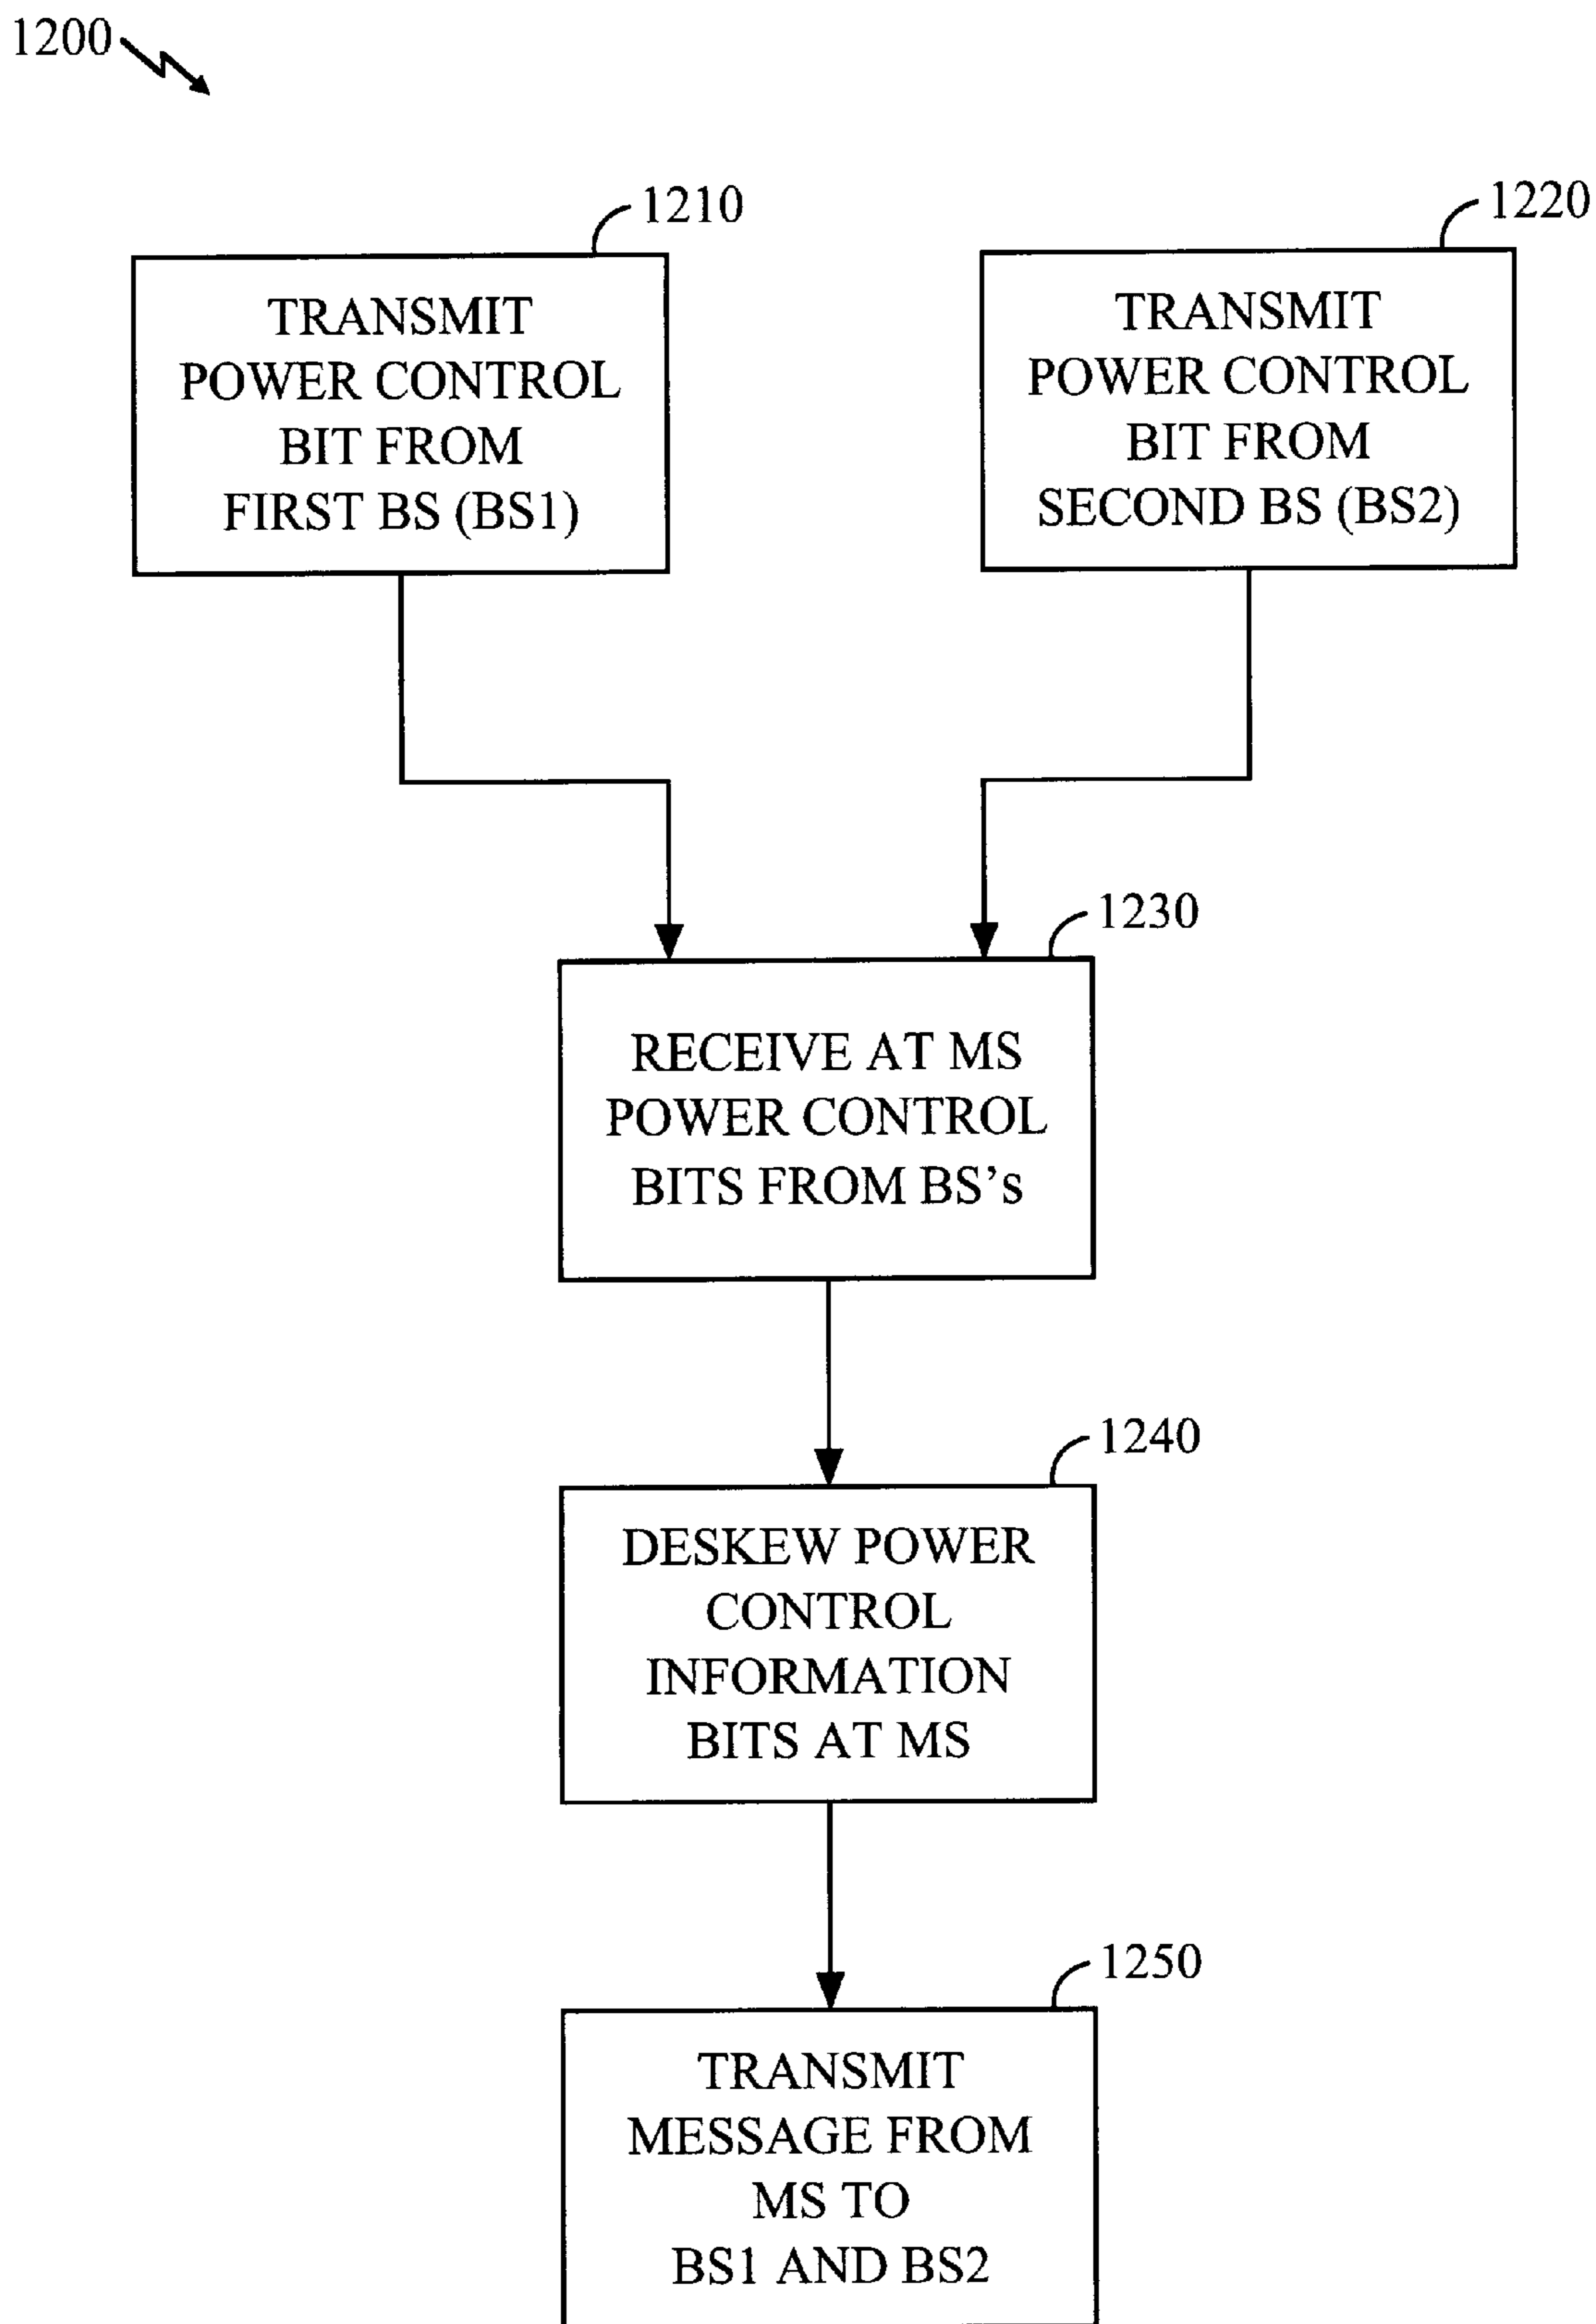 1200
1210
TRANSMIT
POWER CONTROL
BIT FROM
FIRST BS (BS1)
1220
TRANSMIT
POWER CONTROL
BIT FROM
SECOND BS (BS2)
1230
RECEIVE AT MS
POWER CONTROL
BITS FROM BS’s
1240
DESKEW POWER
CONTROL
INFORMATION
BITS AT MS
1250
TRANSMIT
MESSAGE FROM
MS TO
BS1 AND BS2